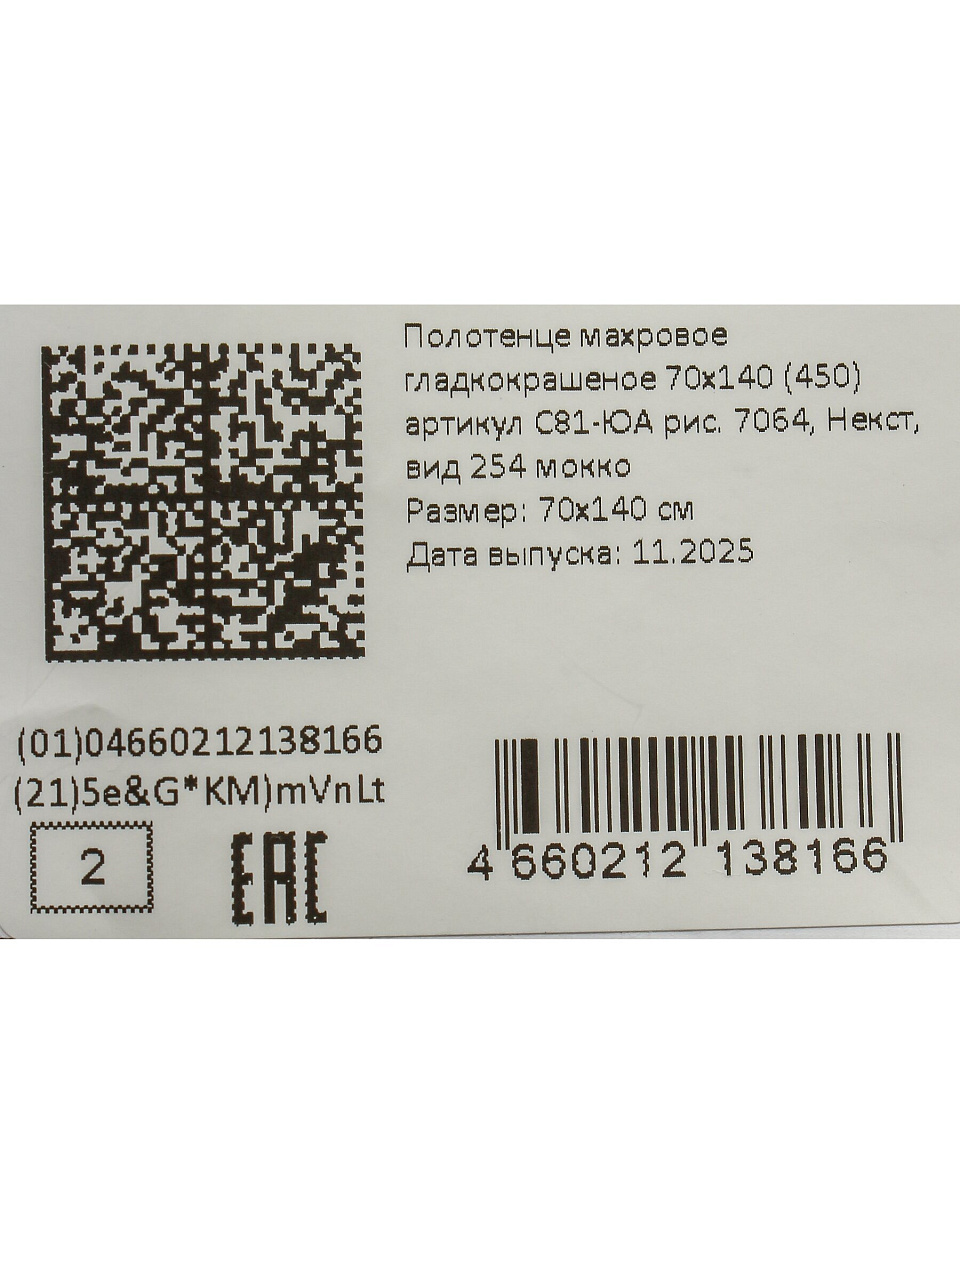 Полотенце махровое
гладкокрашеное 70х140 (450)
артикул С81-ЮА рис. 7064, Некст,
вид 254 мокко
Размер: 70х140 см
Дата выпуска: 11.2025
(01)04660212138166
(21)5e&G*KM)mVnLt
2
EAC
4 660212 138166